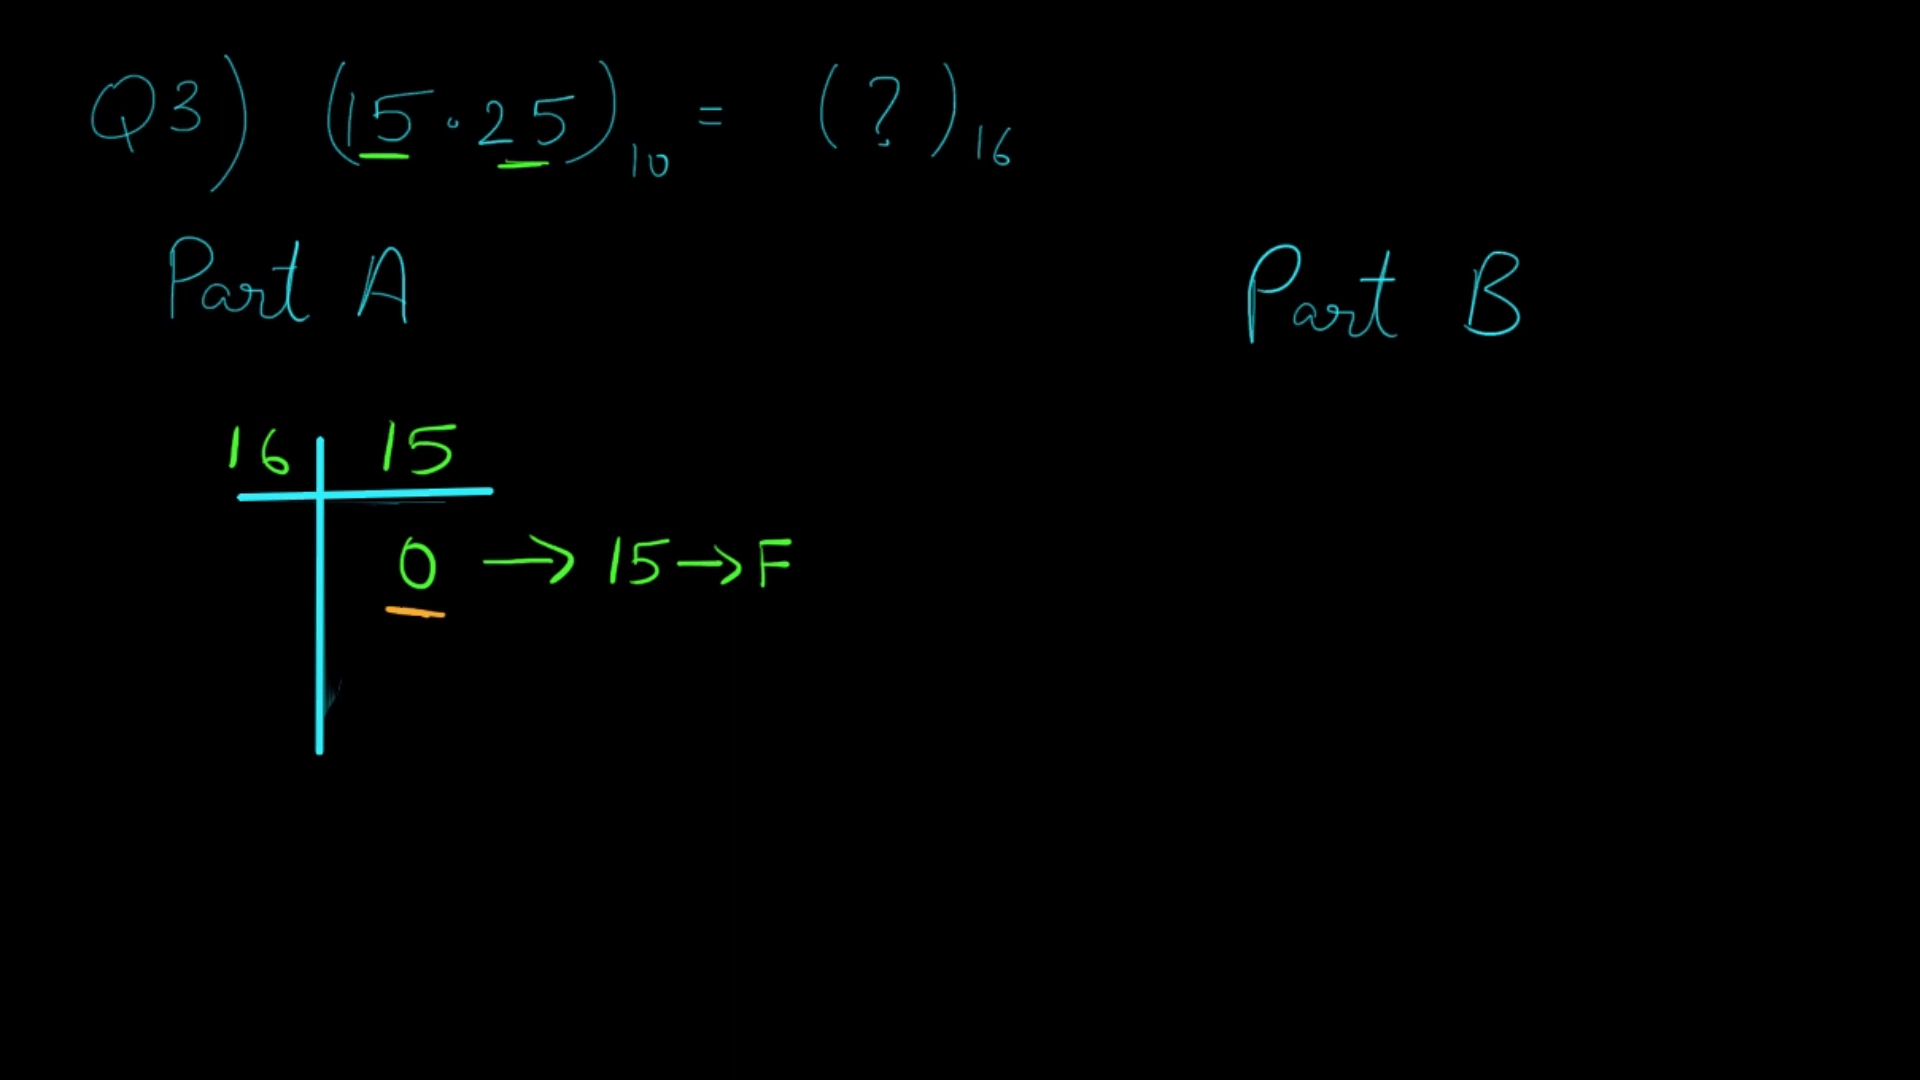 Q3) (15.25)10 = (?)16
Part A
Part B
16 15
0 → 15 → F